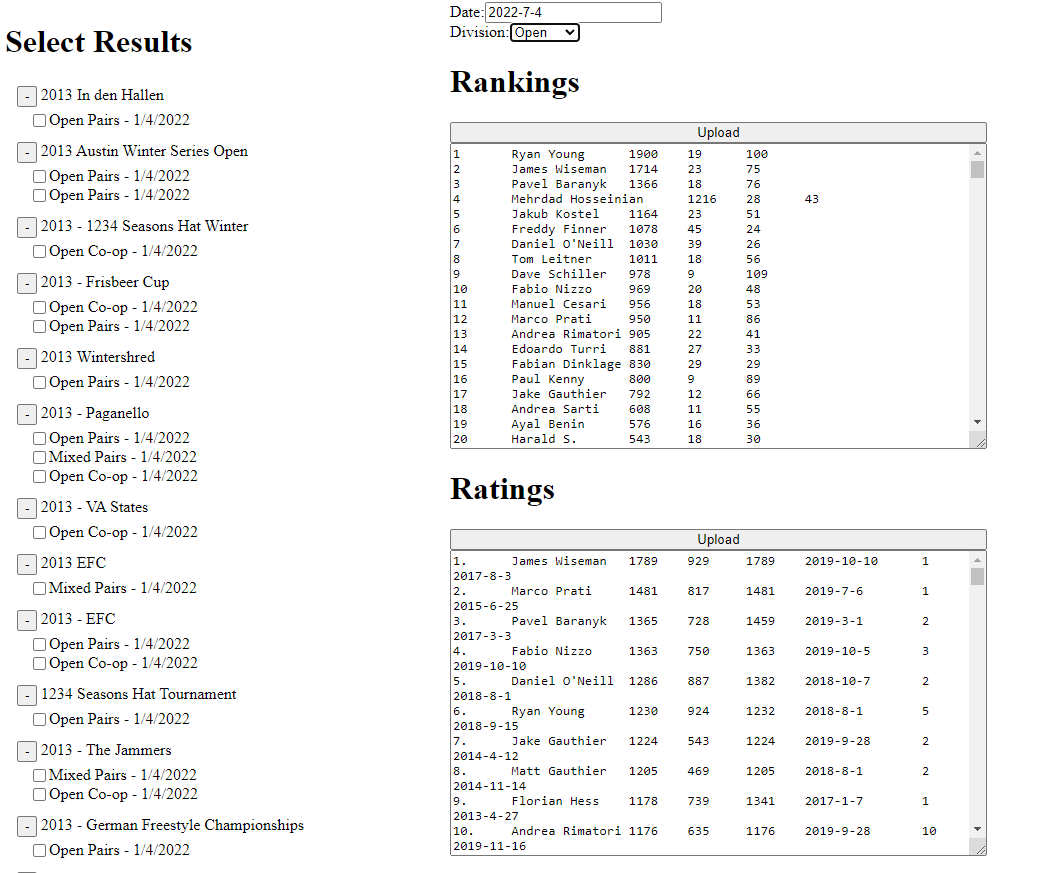 Select Results
- 2013 In den Hallen
Open Pairs - 1/4/2022
- 2013 Austin Winter Series Open
Open Pairs - 1/4/2022
Open Pairs - 1/4/2022
- 2013 - 1234 Seasons Hat Winter
Open Co-op - 1/4/2022
- 2013 - Frisbeer Cup
Open Co-op - 1/4/2022
Open Pairs - 1/4/2022
- 2013 Wintershred
Open Pairs - 1/4/2022
- 2013 - Paganello
Open Pairs - 1/4/2022
Mixed Pairs - 1/4/2022
Open Co-op - 1/4/2022
- 2013 - VA States
Open Co-op - 1/4/2022
- 2013 EFC
Mixed Pairs - 1/4/2022
- 2013 - EFC
Open Pairs - 1/4/2022
Open Co-op - 1/4/2022
- 1234 Seasons Hat Tournament
Open Pairs - 1/4/2022
- 2013 - The Jammers
Mixed Pairs - 1/4/2022
Open Co-op - 1/4/2022
- 2013 - German Freestyle Championships
Open Pairs - 1/4/2022
Date: 2022-7-4
Division: Open
Rankings
Upload
1 Ryan Young 1900 19 100
2 James Wiseman 1714 23 75
3 Pavel Baranyk 1366 18 76
4 Mehrdad Hosseinian 1216 28 43
5 Jakub Kostel 1164 23 51
6 Freddy Finner 1078 45 24
7 Daniel O'Neill 1030 39 26
8 Tom Leitner 1011 18 56
9 Dave Schiller 978 9 109
10 Fabio Nizzo 969 20 48
11 Manuel Cesari 956 18 53
12 Marco Prati 950 11 86
13 Andrea Rimatori 905 22 41
14 Edoardo Turri 881 27 33
15 Fabian Dinklage 830 29 29
16 Paul Kenny 800 9 89
17 Jake Gauthier 792 12 66
18 Andrea Sarti 608 11 55
19 Ayal Benin 576 16 36
20 Harald S. 543 18 30
Ratings
Upload
1. James Wiseman 1789 929 1789 2019-10-10 1
2017-8-3
2. Marco Prati 1481 817 1481 2019-7-6 1
2015-6-25
3. Pavel Baranyk 1365 728 1459 2019-3-1 2
2017-3-3
4. Fabio Nizzo 1363 750 1363 2019-10-5 3
2019-10-10
5. Daniel O'Neill 1286 887 1382 2018-10-7 2
2018-8-1
6. Ryan Young 1230 924 1232 2018-8-1 5
2018-9-15
7. Jake Gauthier 1224 543 1224 2019-9-28 2
2014-4-12
8. Matt Gauthier 1205 469 1205 2018-8-1 2
2014-11-14
9. Florian Hess 1178 739 1341 2017-1-7 1
2013-4-27
10. Andrea Rimatori 1176 635 1176 2019-9-28 10
2019-11-16